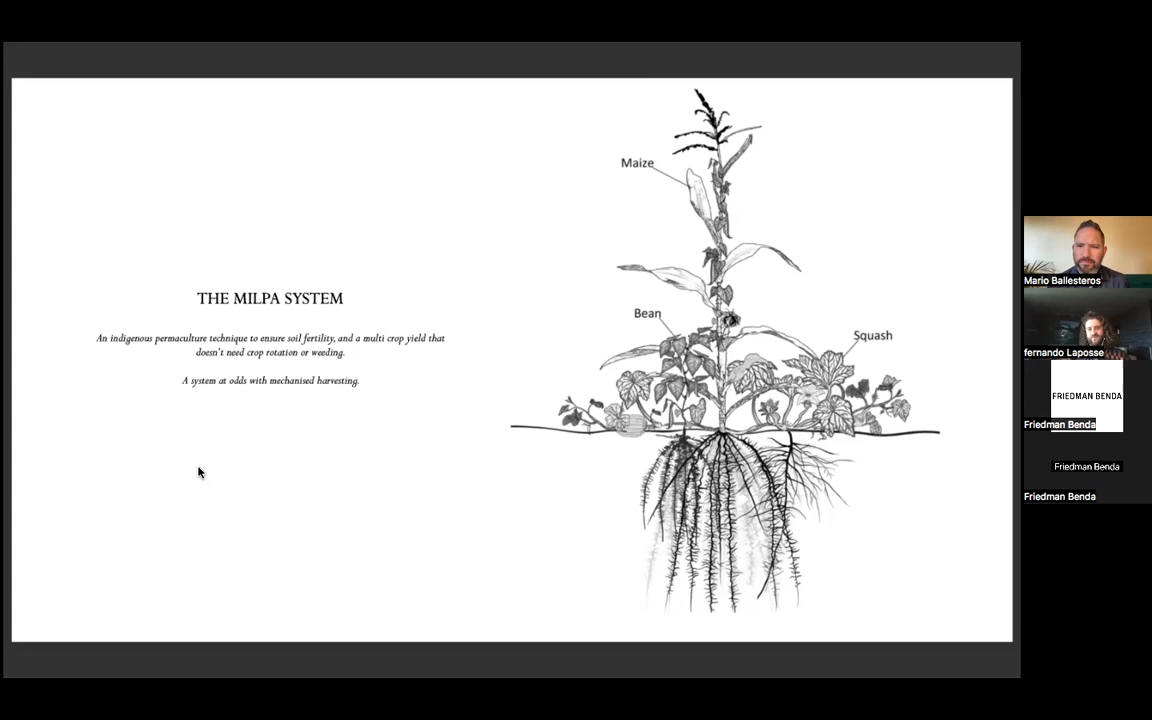 Maize
Bean
Squash
THE MILPA SYSTEM
An indigenous permaculture technique to ensure soil fertility, and a multi crop yield that
doesn't need crop rotation or weeding.
A system at odds with mechanised harvesting.
Mario Ballesteros
fernando Laposse
FRIEDMAN BENDA
Friedman Benda
Friedman Benda
Friedman Benda